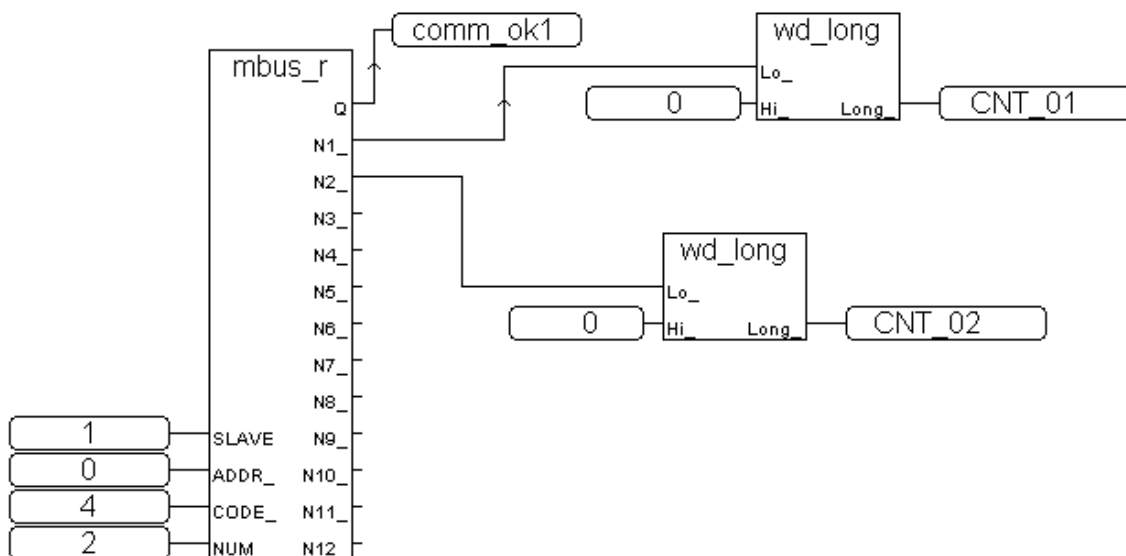 comm_ok1
wd_long
mbus_r
Lo_
Q
0
Hi_
Long_
CNT_01
N1_
N2_
N3_
wd_long
N4_
N5_
Lo_
N6_
0
Hi_
Long_
CNT_02
N7_
N8_
1
SLAVE
N9_
0
ADDR_
N10_
4
CODE_
N11_
2
NUM
N12